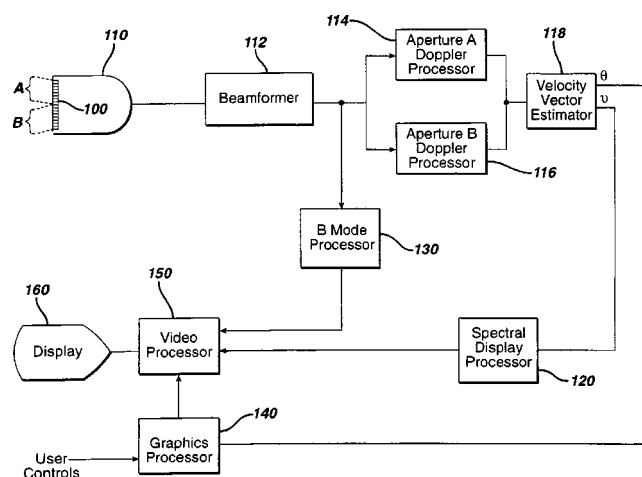 110
A
100
B
112
Beamformer
114
Aperture A
Doppler
Processor
Aperture B
Doppler
Processor
116
118
Velocity
Vector
Estimator
θ
υ
B Mode
Processor
130
160
Display
150
Video
Processor
Spectral
Display
Processor
120
140
Graphics
Processor
User
Controls